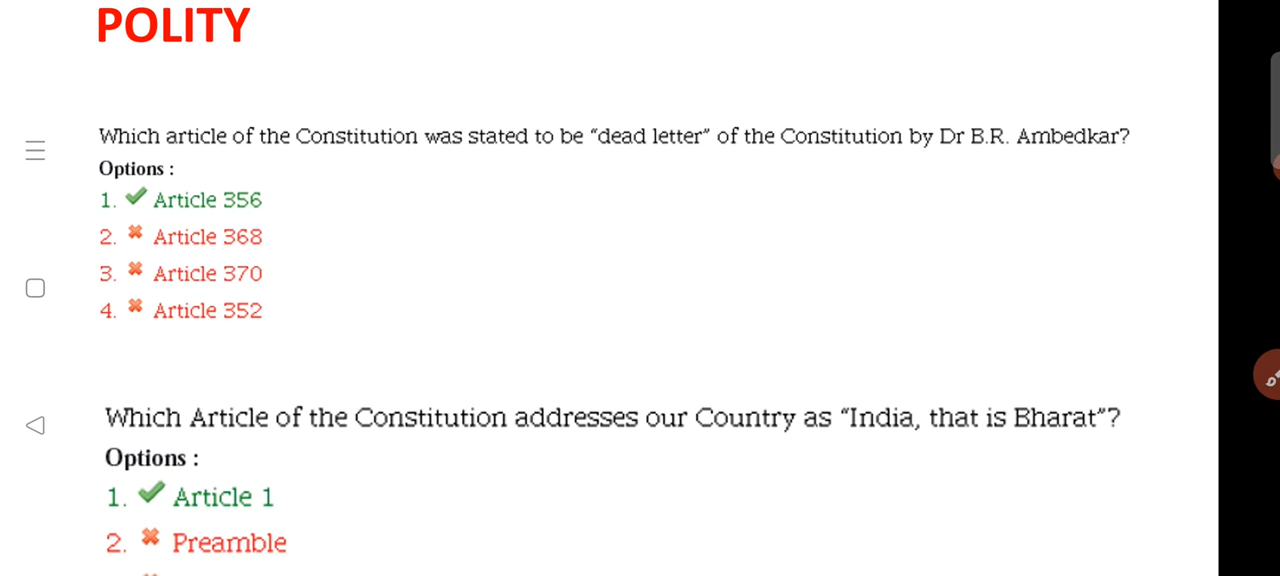 POLITY
Which article of the Constitution was stated to be “dead letter” of the Constitution by Dr B.R. Ambedkar?
Options :
1. Article 356
2. Article 368
3. Article 370
4. Article 352
Which Article of the Constitution addresses our Country as “India, that is Bharat”?
Options :
1. Article 1
2. Preamble